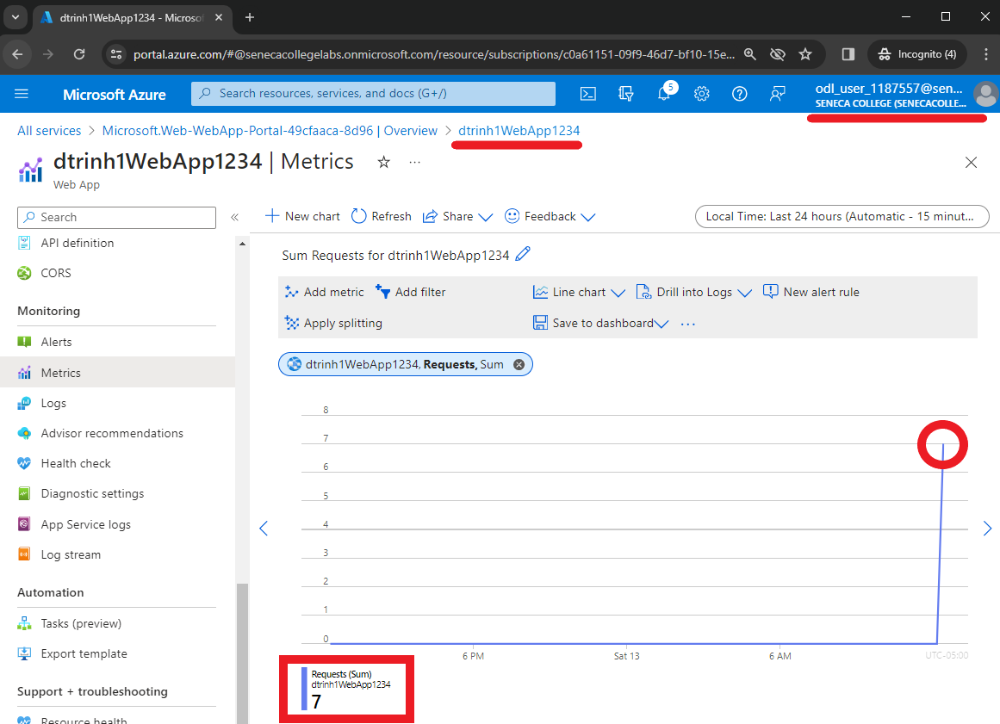 dtrinh1WebApp1234 - Microsof
portal.azure.com/#@senecacollegelabs.onmicrosoft.com/resource/subscriptions/c0a61151-09f9-46d7-bf10-15e...
Incognito (4)
Microsoft Azure
Search resources, services, and docs (G+/)
5
odl_user_1187557@sen...
SENECA COLLEGE (SENECACOLLE...
All services > Microsoft.Web-WebApp-Portal-49cfaaca-8d96 | Overview > dtrinh1WebApp1234
dtrinh1WebApp1234 | Metrics
Web App
Search
API definition
CORS
Monitoring
Alerts
Metrics
Logs
Advisor recommendations
Health check
Diagnostic settings
App Service logs
Log stream
Automation
Tasks (preview)
Export template
Support + troubleshooting
Resource health
New chart
Refresh
Share
Feedback
Local Time: Last 24 hours (Automatic - 15 minut...
Sum Requests for dtrinh1WebApp1234
Add metric
Add filter
Line chart
Drill into Logs
New alert rule
Apply splitting
Save to dashboard
dtrinh1WebApp1234, Requests, Sum
8
7
6
5
4
3
2
1
0
6 PM
Sat 13
6 AM
UTC-05:00
Requests (Sum)
dtrinh1WebApp1234
7